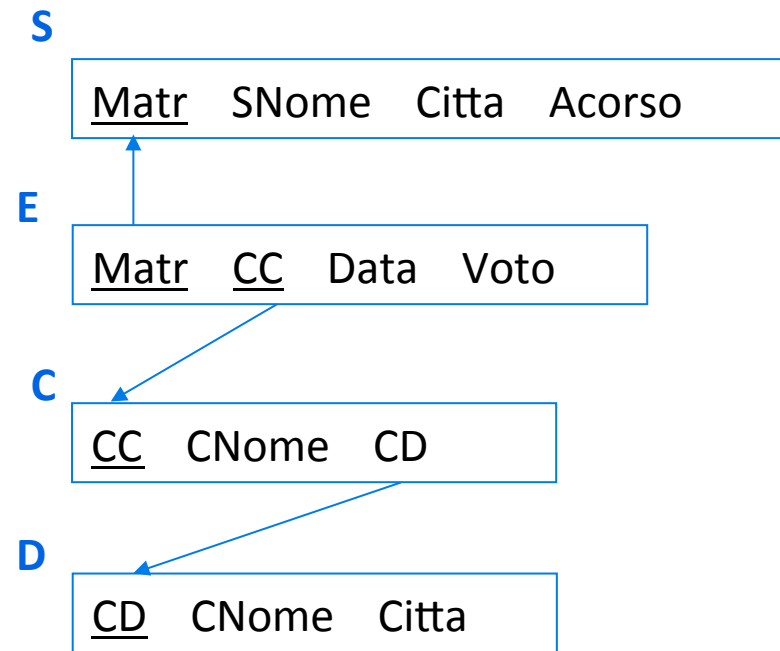 S
Matr SNome Citta Acorso
E
Matr CC Data Voto
C
CC CNome CD
D
CD CNome Citta